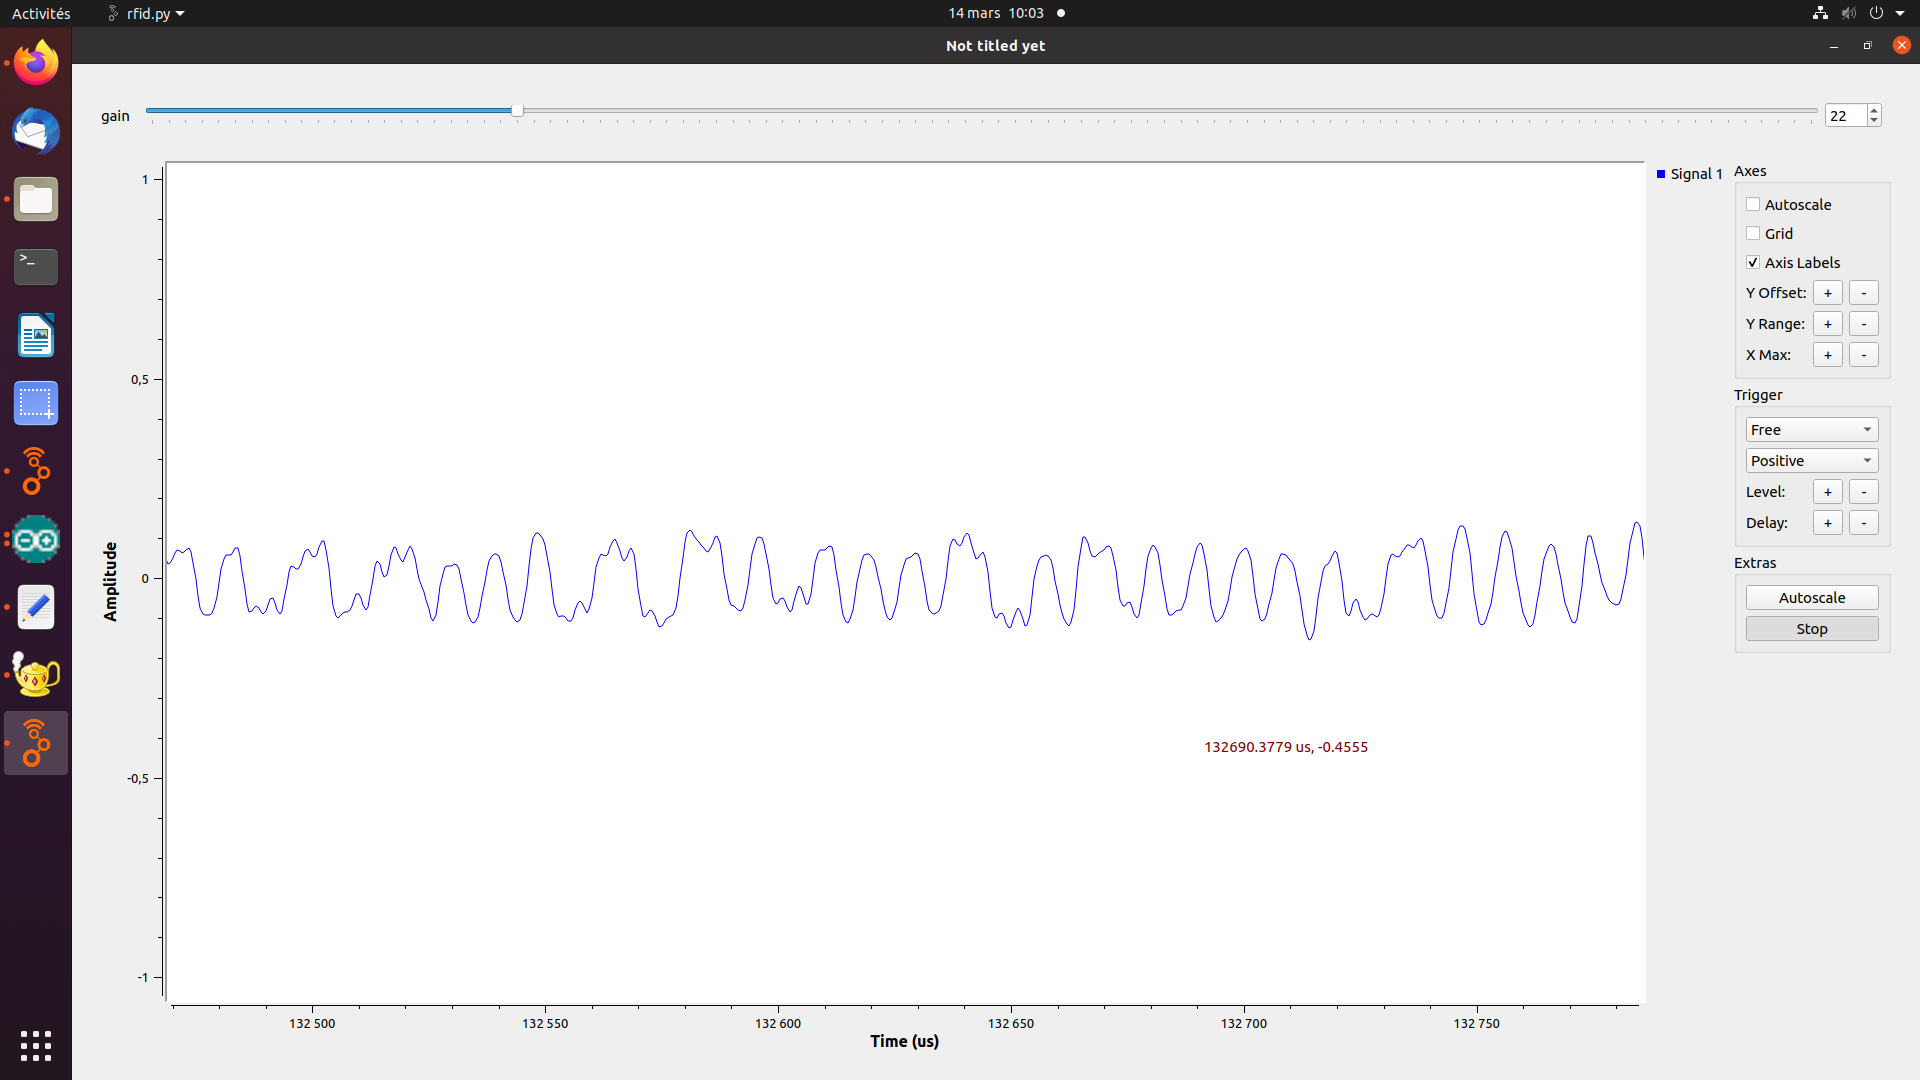 Activités rfid.py 14 mars 10:03
Not titled yet
gain 22
Signal 1
Axes
Autoscale
Grid
Axis Labels
Y Offset: + -
Y Range: + -
X Max: + -
Trigger
Free
Positive
Level: + -
Delay: + -
Extras
Autoscale
Stop
1
0,5
0
-0,5
-1
Amplitude
132690.3779 us, -0.4555
132 500 132 550 132 600 132 650 132 700 132 750
Time (us)